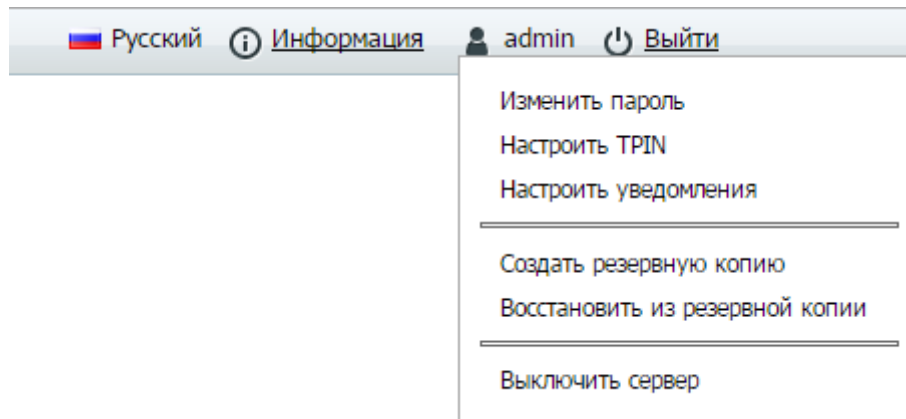 Русский Информация admin Выйти
Изменить пароль
Настроить TPIN
Настроить уведомления
Создать резервную копию
Восстановить из резервной копии
Выключить сервер